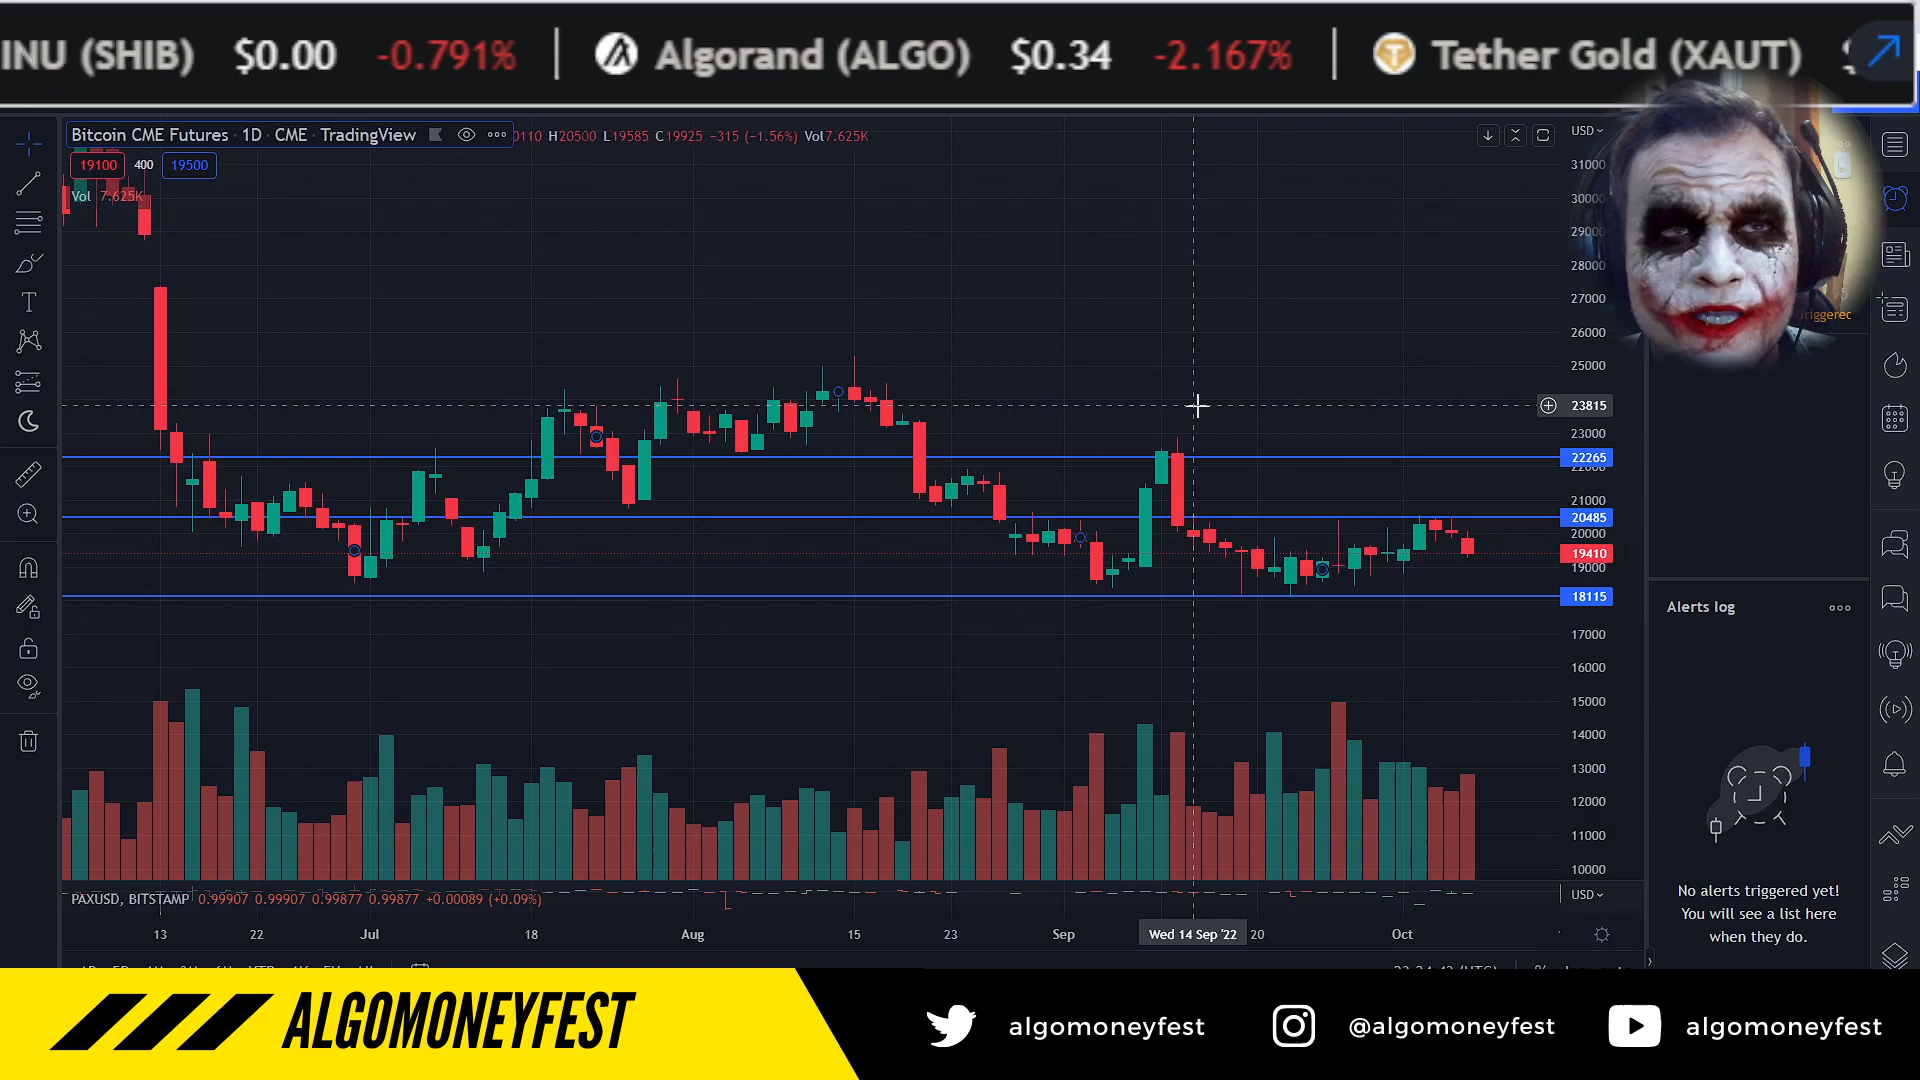 INU (SHIB) $0.00 -0.791% Algorand (ALGO) $0.34 -2.167% Tether Gold (XAUT)
Bitcoin CME Futures · 1D · CME · TradingView
0110 H20500 L19585 C19925 -315 (-1.56%) Vol7.625K
USD
19100 400 19500
Vol 7.625K
31000
30000
29000
28000
27000
26000
25000
23815
23000
22265
22000
21000
20485
20000
19410
19000
18115
17000
16000
15000
14000
13000
12000
11000
10000
Triggered
Alerts log
No alerts triggered yet!
You will see a list here
when they do.
PAXUSD, BITSTAMP 0.99907 0.99907 0.99877 0.99877 +0.00089 (+0.09%)
USD
13 22 Jul 18 Aug 15 23 Sep Wed 14 Sep '22 20 Oct
ALGOMONEYFEST
algomoneyfest
@algomoneyfest
algomoneyfest